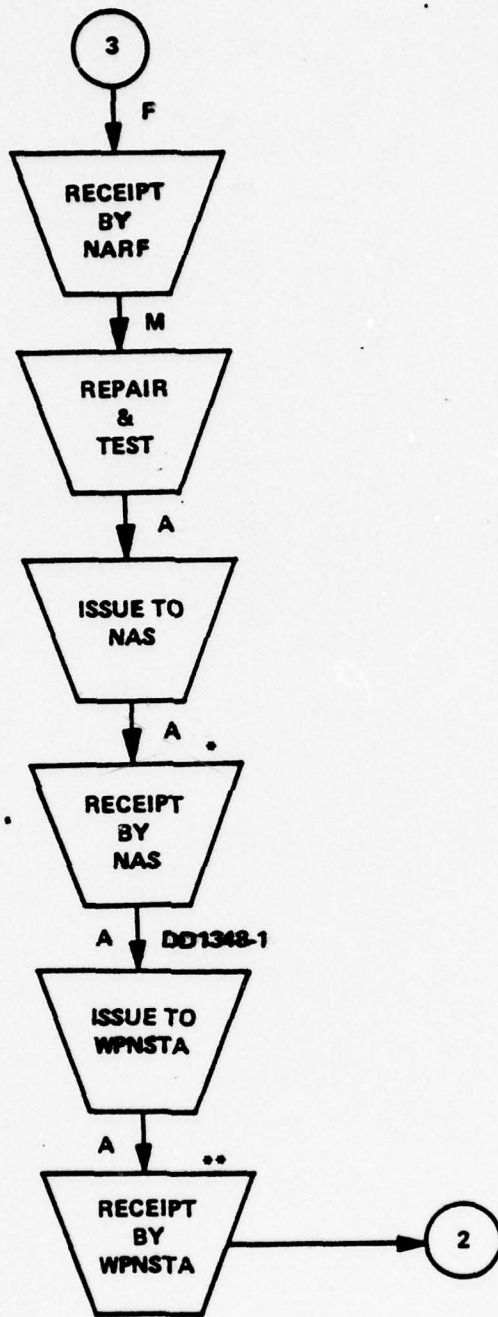 3
F
RECEIPT
BY
NARF
M
REPAIR
&
TEST
A
ISSUE TO
NAS
A *
RECEIPT
BY
NAS
A DD1348-1
ISSUE TO
WPNSTA
A **
RECEIPT
BY
WPNSTA
2